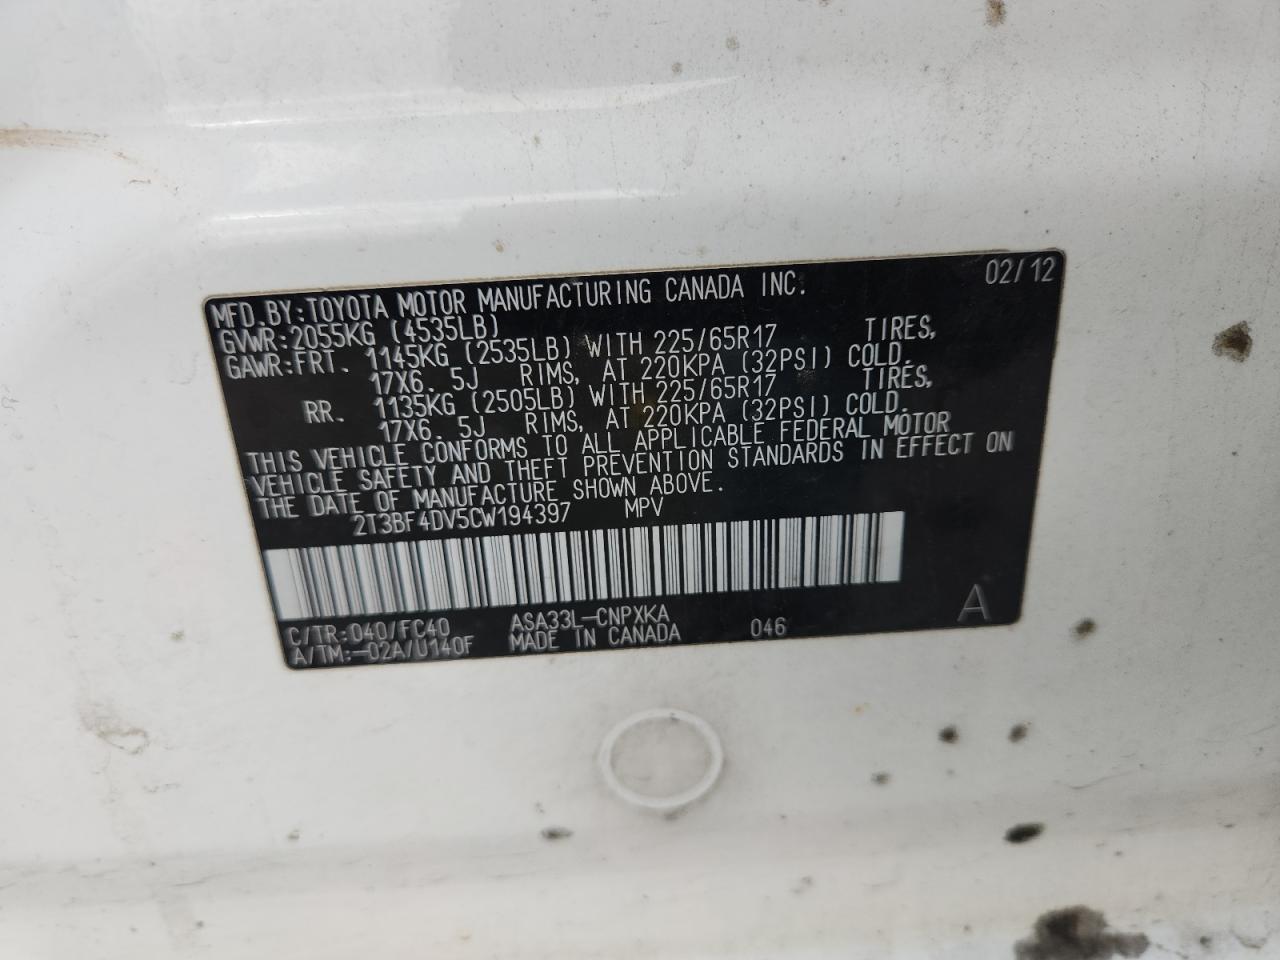 MFD.BY:TOYOTA MOTOR MANUFACTURING CANADA INC. 02/12
GVWR:2055KG (4535LB)
GAWR:FRT. 1145KG (2535LB) WITH 225/65R17 TIRES,
17X6.5J RIMS, AT 220KPA (32PSI) COLD.
RR. 1135KG (2505LB) WITH 225/65R17 TIRES,
17X6.5J RIMS, AT 220KPA (32PSI) COLD.
THIS VEHICLE CONFORMS TO ALL APPLICABLE FEDERAL MOTOR
VEHICLE SAFETY AND THEFT PREVENTION STANDARDS IN EFFECT ON
THE DATE OF MANUFACTURE SHOWN ABOVE.
2T3BF4DV5CW194397 MPV
C/TR:040/FC40 ASA33L-CNPXKA
A/TM:-02A/U140F MADE IN CANADA 046 A